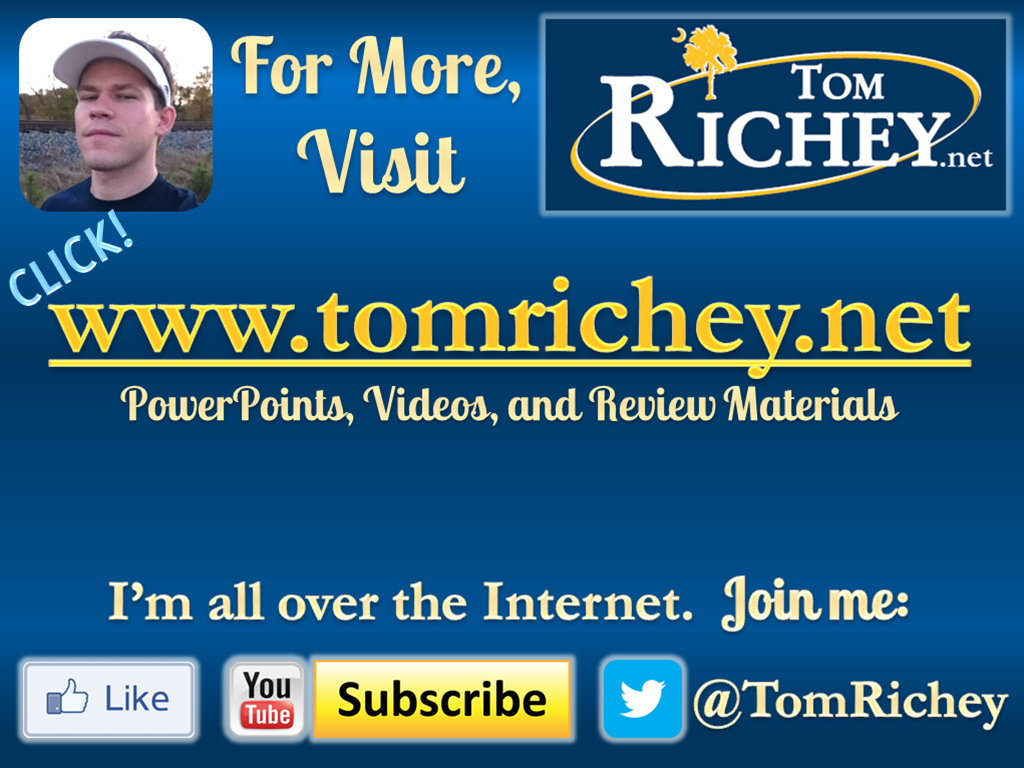 For More,
Visit
TOM
RICHEY.net
CLICK!
www.tomrichey.net
PowerPoints, Videos, and Review Materials
I'm all over the Internet. Join me:
Like
You
Tube
Subscribe
@TomRichey